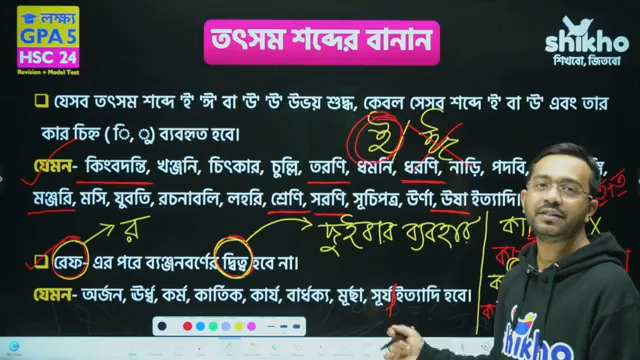 লক্ষ্য
GPA 5
HSC 24
Revision + Model Test
তৎসম শব্দের বানান
shikho
শিখবো, জিতবো
যেসব তৎসম শব্দে 'ই' 'ঈ' বা 'উ' 'ঊ' উভয় শুদ্ধ, কেবল সেসব শব্দে 'ই' বা 'উ' এবং তার
কার চিহ্ন ( ি, ু ) ব্যবহৃত হবে।
ই / ঈ
যেমন- কিংবদন্তি, খঞ্জনি, চিৎকার, চুল্লি, তরণি, ধমনি, ধরণি, নাড়ি, পদবি,
মঞ্জরি, মসি, যুবতি, রচনাবলি, লহরি, শ্রেণি, সরণি, সূচিপত্র, উর্ণা, উষা ইত্যাদি।
র
দুইবার ব্যবহার
রেফ- এর পরে ব্যঞ্জনবর্ণের দ্বিত্ব হবে না।
যেমন- অর্জন, ঊর্ধ্ব, কর্ম, কার্তিক, কার্য, বার্ধক্য, মূর্ছা, সূর্য ইত্যাদি হবে।
shikho